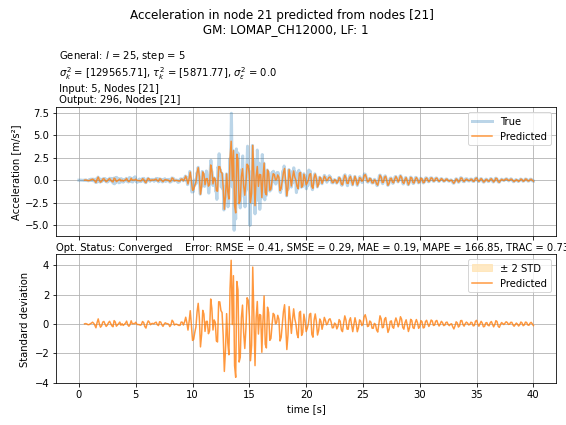 Acceleration in node 21 predicted from nodes [21]
GM: LOMAP_CH12000, LF: 1
General: l = 25, step = 5
σ²ₖ = [129565.71], τ²ₖ = [5871.77], σ²ε = 0.0
Input: 5, Nodes [21]
Output: 296, Nodes [21]
7.5
5.0
2.5
0.0
−2.5
−5.0
Acceleration [m/s²]
True
Predicted
Opt. Status: Converged Error: RMSE = 0.41, SMSE = 0.29, MAE = 0.19, MAPE = 166.85, TRAC = 0.73
4
2
0
−2
−4
Standard deviation
± 2 STD
Predicted
0 5 10 15 20 25 30 35 40
time [s]